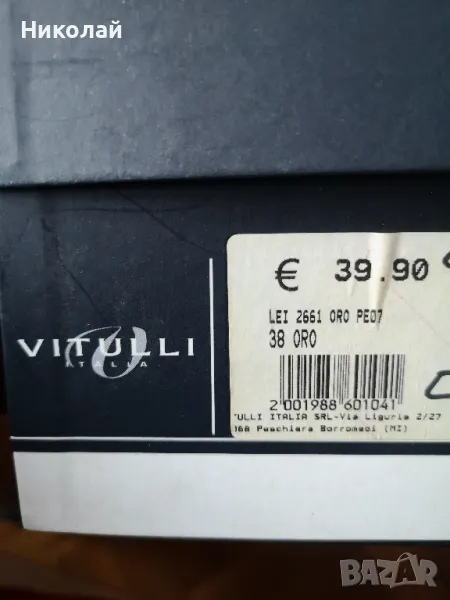 Николай
€ 39.90
LEI 2661 ORO PE07
38 ORO
2 001988 601041
VITULLI
ITALIA
ULLI ITALIA SRL-Via Liguria 2/27
Peschiera Borromeo (MI)
BAZAR